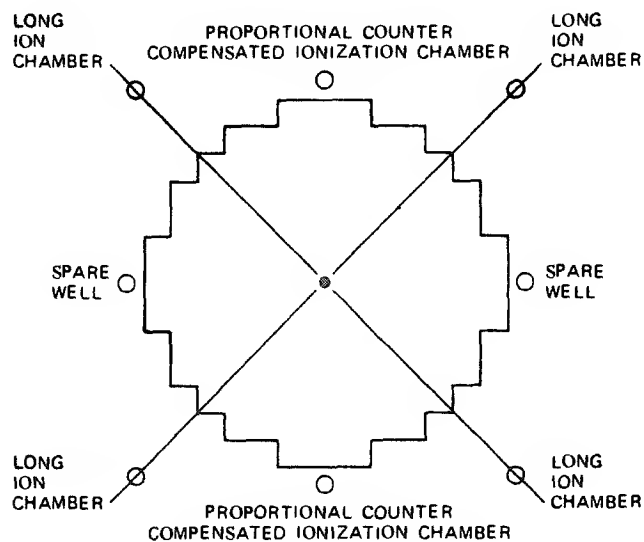 LONG
ION
CHAMBER
PROPORTIONAL COUNTER
COMPENSATED IONIZATION CHAMBER
LONG
ION
CHAMBER
SPARE
WELL
SPARE
WELL
LONG
ION
CHAMBER
PROPORTIONAL COUNTER
COMPENSATED IONIZATION CHAMBER
LONG
ION
CHAMBER